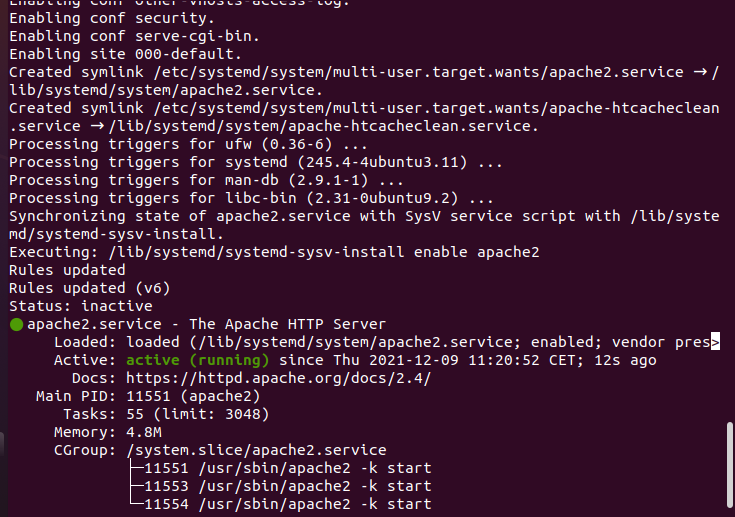 Enabling conf other-vhosts-access-log.
Enabling conf security.
Enabling conf serve-cgi-bin.
Enabling site 000-default.
Created symlink /etc/systemd/system/multi-user.target.wants/apache2.service → /
lib/systemd/system/apache2.service.
Created symlink /etc/systemd/system/multi-user.target.wants/apache-htcacheclean
.service → /lib/systemd/system/apache-htcacheclean.service.
Processing triggers for ufw (0.36-6) ...
Processing triggers for systemd (245.4-4ubuntu3.11) ...
Processing triggers for man-db (2.9.1-1) ...
Processing triggers for libc-bin (2.31-0ubuntu9.2) ...
Synchronizing state of apache2.service with SysV service script with /lib/syste
md/systemd-sysv-install.
Executing: /lib/systemd/systemd-sysv-install enable apache2
Rules updated
Rules updated (v6)
Status: inactive
● apache2.service - The Apache HTTP Server
     Loaded: loaded (/lib/systemd/system/apache2.service; enabled; vendor pres>
     Active: active (running) since Thu 2021-12-09 11:20:52 CET; 12s ago
       Docs: https://httpd.apache.org/docs/2.4/
   Main PID: 11551 (apache2)
      Tasks: 55 (limit: 3048)
     Memory: 4.8M
     CGroup: /system.slice/apache2.service
             ├─11551 /usr/sbin/apache2 -k start
             ├─11553 /usr/sbin/apache2 -k start
             └─11554 /usr/sbin/apache2 -k start